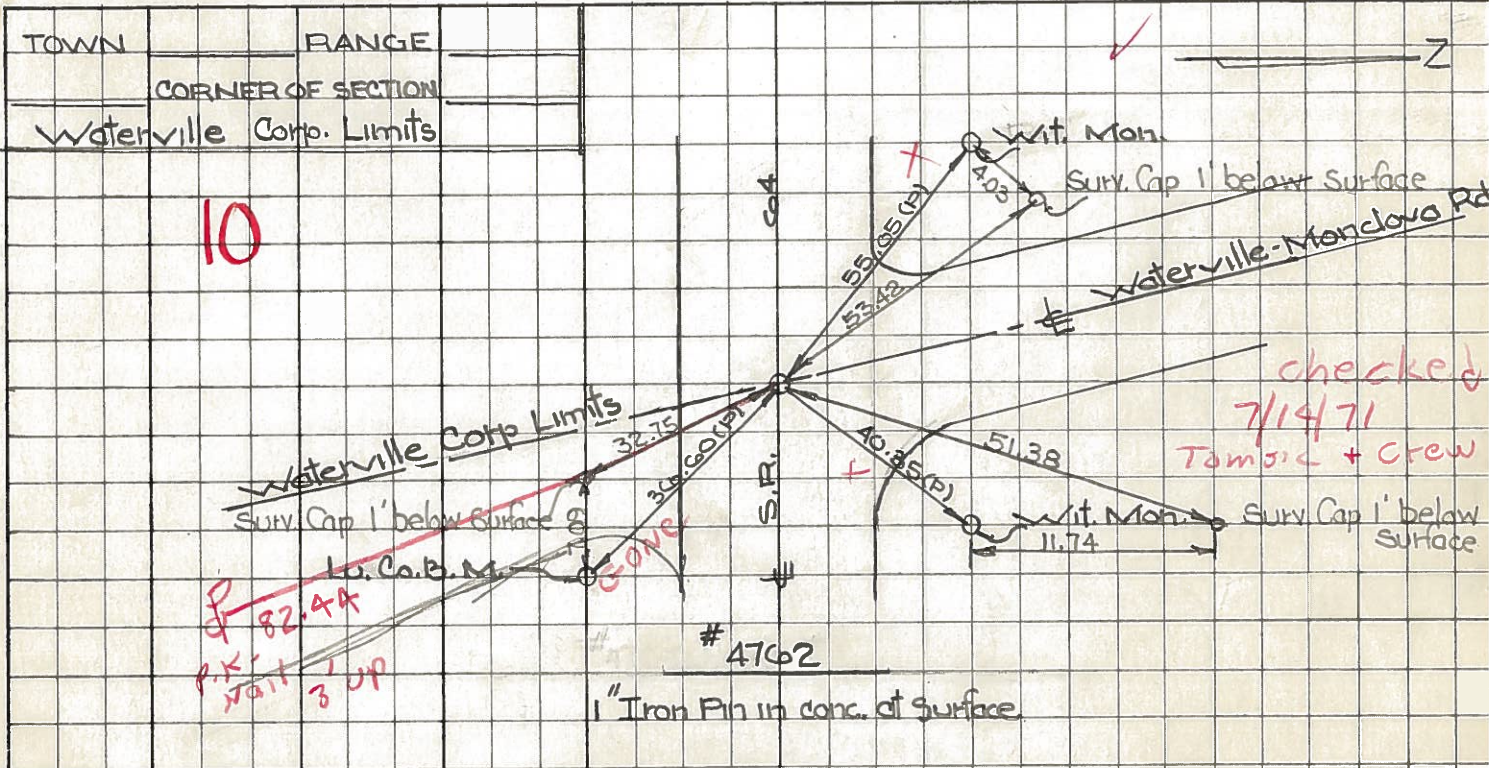 TOWN RANGE
CORNER OF SECTION
Waterville Corp. Limits
10
Z
Wit. Mon.
4.03
Surv. Cap 1' below Surface
64
55.05 (P)
53.42
Waterville-Monclova Rd
℄
checked
7/14/71
+ Crew
Waterville Corp Limits
32.75
36.60 (P)
40.35 (P)
51.38
S.R.
℄
Surv. Cap 1' below Surface
Wit. Mon.
11.74
Surv. Cap 1' below
Surface
Lu. Co. B. M.
Gone
82.44
P.K.
Nail 3' up
# 4762
1" Iron Pin in conc. at Surface